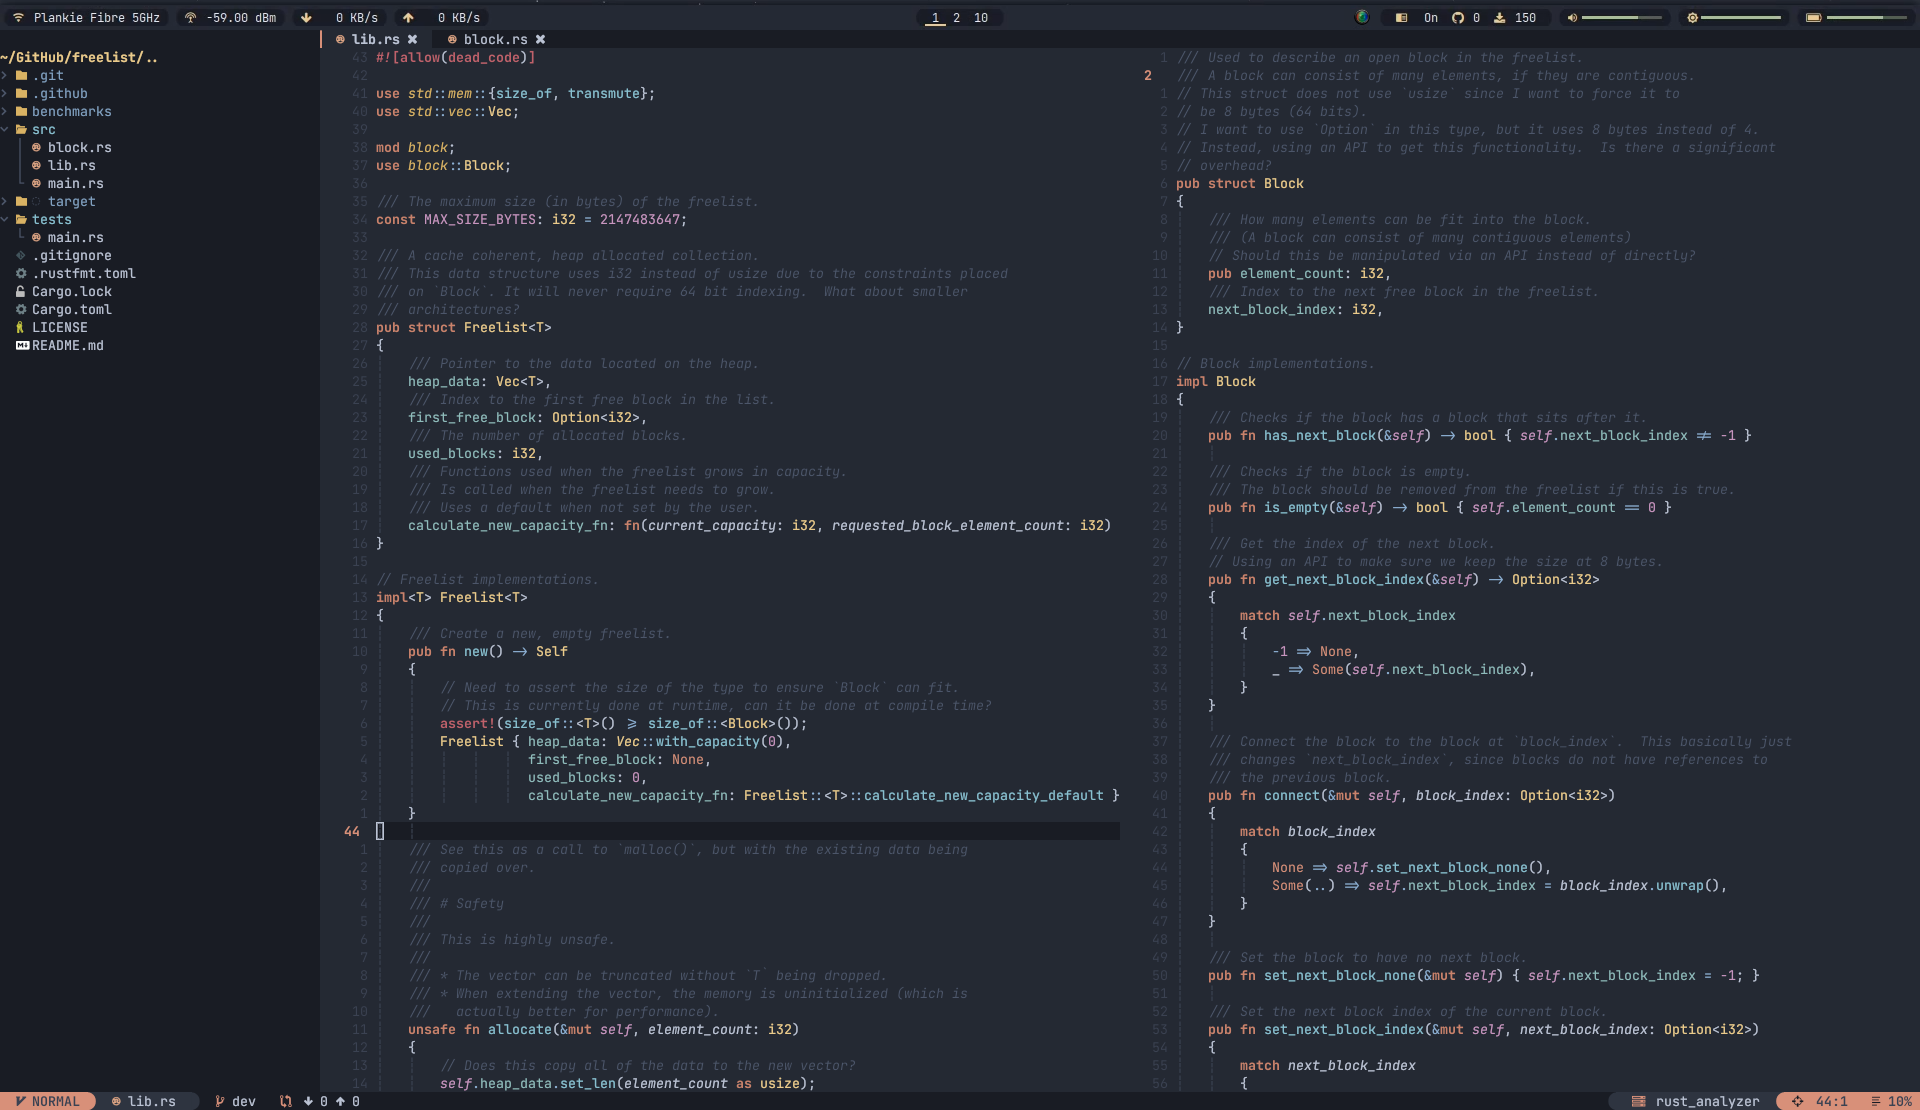 Plankie Fibre 5GHz -59.00 dBm 0 KB/s 0 KB/s 1 2 10 On 0 150
~/GitHub/freelist/..
.git
.github
benchmarks
src
block.rs
lib.rs
main.rs
target
tests
main.rs
.gitignore
.rustfmt.toml
Cargo.lock
Cargo.toml
LICENSE
README.md
lib.rs ✖ block.rs ✖
43 #![allow(dead_code)]
42
41 use std::mem::{size_of, transmute};
40 use std::vec::Vec;
39
38 mod block;
37 use block::Block;
36
35 /// The maximum size (in bytes) of the freelist.
34 const MAX_SIZE_BYTES: i32 = 2147483647;
33
32 /// A cache coherent, heap allocated collection.
31 /// This data structure uses i32 instead of usize due to the constraints placed
30 /// on `Block`. It will never require 64 bit indexing.  What about smaller
29 /// architectures?
28 pub struct Freelist<T>
27 {
26 /// Pointer to the data located on the heap.
25 heap_data: Vec<T>,
24 /// Index to the first free block in the list.
23 first_free_block: Option<i32>,
22 /// The number of allocated blocks.
21 used_blocks: i32,
20 /// Functions used when the freelist grows in capacity.
19 /// Is called when the freelist needs to grow.
18 /// Uses a default when not set by the user.
17 calculate_new_capacity_fn: fn(current_capacity: i32, requested_block_element_count: i32)
16 }
15
14 // Freelist implementations.
13 impl<T> Freelist<T>
12 {
11 /// Create a new, empty freelist.
10 pub fn new() -> Self
9 {
8 // Need to assert the size of the type to ensure `Block` can fit.
7 // This is currently done at runtime, can it be done at compile time?
6 assert!(size_of::<T>() >= size_of::<Block>());
5 Freelist { heap_data: Vec::with_capacity(0),
4 first_free_block: None,
3 used_blocks: 0,
2 calculate_new_capacity_fn: Freelist::<T>::calculate_new_capacity_default }
1 }
44
1 /// See this as a call to `malloc()`, but with the existing data being
2 /// copied over.
3 ///
4 /// # Safety
5 ///
6 /// This is highly unsafe.
7 ///
8 /// * The vector can be truncated without `T` being dropped.
9 /// * When extending the vector, the memory is uninitialized (which is
10 ///   actually better for performance).
11 unsafe fn allocate(&mut self, element_count: i32)
12 {
13 // Does this copy all of the data to the new vector?
14 self.heap_data.set_len(element_count as usize);
1 /// Used to describe an open block in the freelist.
2 /// A block can consist of many elements, if they are contiguous.
1 // This struct does not use `usize` since I want to force it to
2 // be 8 bytes (64 bits).
3 // I want to use `Option` in this type, but it uses 8 bytes instead of 4.
4 // Instead, using an API to get this functionality.  Is there a significant
5 // overhead?
6 pub struct Block
7 {
8 /// How many elements can be fit into the block.
9 /// (A block can consist of many contiguous elements)
10 // Should this be manipulated via an API instead of directly?
11 pub element_count: i32,
12 /// Index to the next free block in the freelist.
13 next_block_index: i32,
14 }
15
16 // Block implementations.
17 impl Block
18 {
19 /// Checks if the block has a block that sits after it.
20 pub fn has_next_block(&self) -> bool { self.next_block_index != -1 }
21
22 /// Checks if the block is empty.
23 /// The block should be removed from the freelist if this is true.
24 pub fn is_empty(&self) -> bool { self.element_count == 0 }
25
26 /// Get the index of the next block.
27 // Using an API to make sure we keep the size at 8 bytes.
28 pub fn get_next_block_index(&self) -> Option<i32>
29 {
30 match self.next_block_index
31 {
32 -1 => None,
33 _ => Some(self.next_block_index),
34 }
35 }
36
37 /// Connect the block to the block at `block_index`.  This basically just
38 /// changes `next_block_index`, since blocks do not have references to
39 /// the previous block.
40 pub fn connect(&mut self, block_index: Option<i32>)
41 {
42 match block_index
43 {
44 None => self.set_next_block_none(),
45 Some(..) => self.next_block_index = block_index.unwrap(),
46 }
47 }
48
49 /// Set the block to have no next block.
50 pub fn set_next_block_none(&mut self) { self.next_block_index = -1; }
51
52 /// Set the next block index of the current block.
53 pub fn set_next_block_index(&mut self, next_block_index: Option<i32>)
54 {
55 match next_block_index
56 {
NORMAL lib.rs dev 0 0 rust_analyzer 44:1 10%